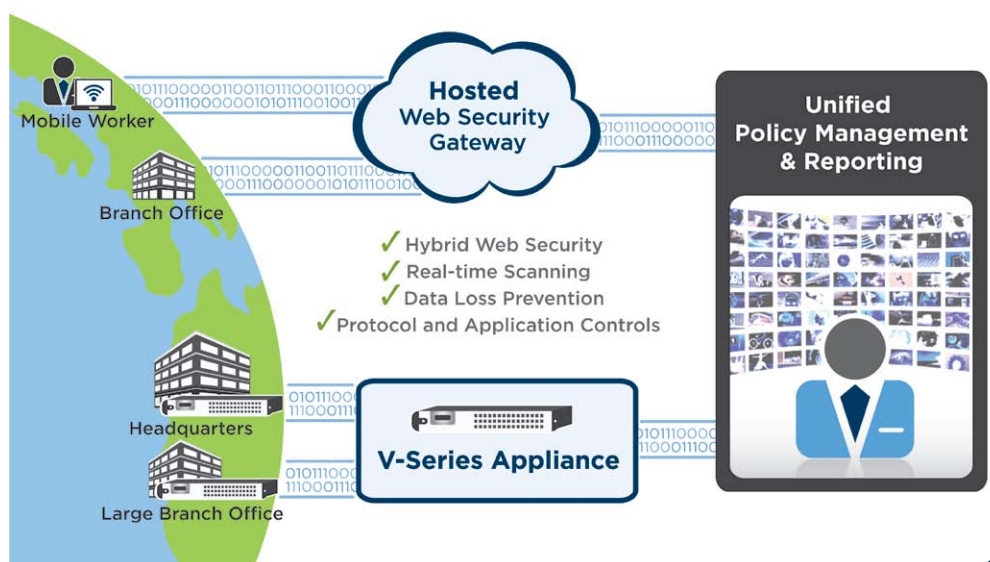 Mobile Worker
Branch Office
Headquarters
Large Branch Office
Hosted
Web Security
Gateway
✓ Hybrid Web Security
✓ Real-time Scanning
✓ Data Loss Prevention
✓ Protocol and Application Controls
V-Series Appliance
Unified
Policy Management
& Reporting